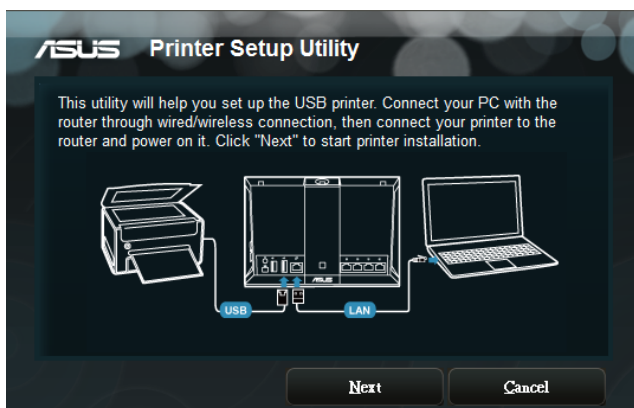 ASUS Printer Setup Utility
This utility will help you set up the USB printer. Connect your PC with the
router through wired/wireless connection, then connect your printer to the
router and power on it. Click "Next" to start printer installation.
ASUS
USB LAN
Next Cancel